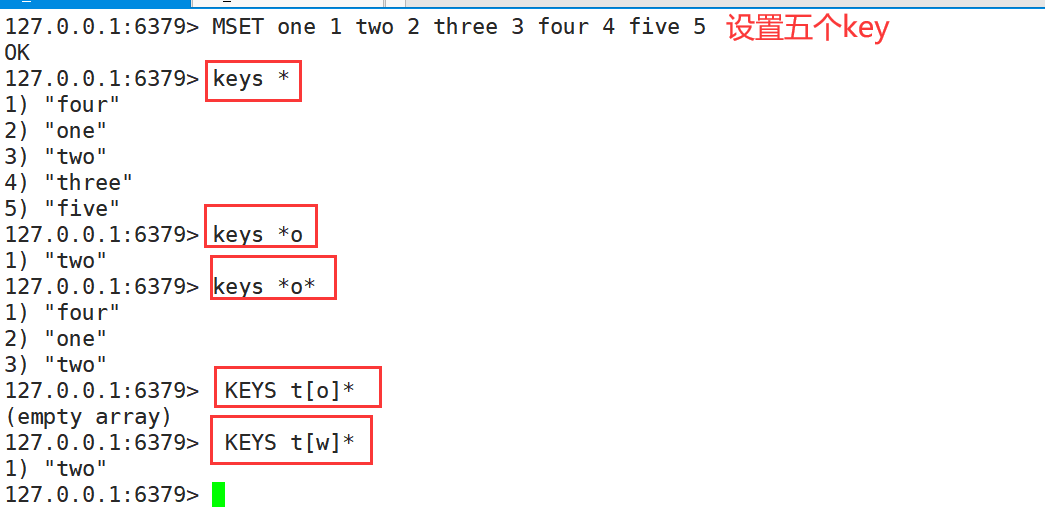 127.0.0.1:6379> MSET one 1 two 2 three 3 four 4 five 5 设置五个key
OK
127.0.0.1:6379> keys *
1) "four"
2) "one"
3) "two"
4) "three"
5) "five"
127.0.0.1:6379> keys *o
1) "two"
127.0.0.1:6379> keys *o*
1) "four"
2) "one"
3) "two"
127.0.0.1:6379>  KEYS t[o]*
(empty array)
127.0.0.1:6379>  KEYS t[w]*
1) "two"
127.0.0.1:6379>